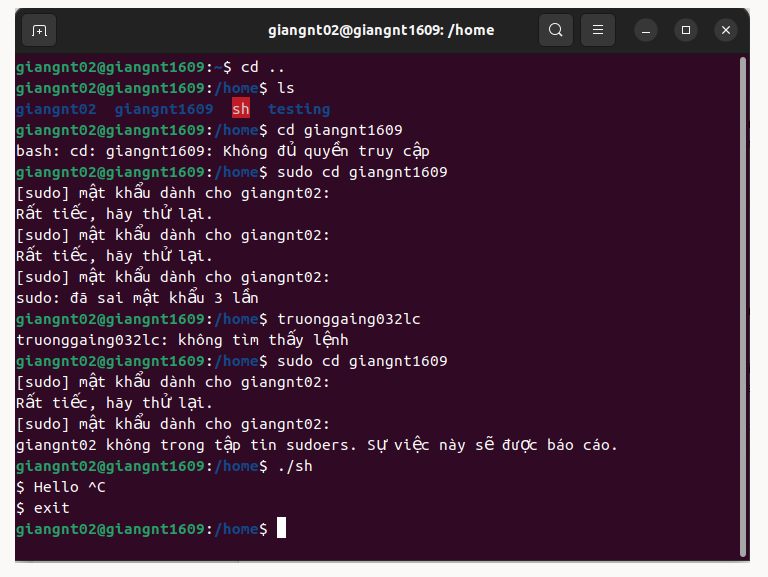 giangnt02@giangnt1609: /home
giangnt02@giangnt1609:~$ cd ..
giangnt02@giangnt1609:/home$ ls
giangnt02  giangnt1609  sh  testing
giangnt02@giangnt1609:/home$ cd giangnt1609
bash: cd: giangnt1609: Không đủ quyền truy cập
giangnt02@giangnt1609:/home$ sudo cd giangnt1609
[sudo] mật khẩu dành cho giangnt02:
Rất tiếc, hãy thử lại.
[sudo] mật khẩu dành cho giangnt02:
Rất tiếc, hãy thử lại.
[sudo] mật khẩu dành cho giangnt02:
sudo: đã sai mật khẩu 3 lần
giangnt02@giangnt1609:/home$ truonggaing032lc
truonggaing032lc: không tìm thấy lệnh
giangnt02@giangnt1609:/home$ sudo cd giangnt1609
[sudo] mật khẩu dành cho giangnt02:
Rất tiếc, hãy thử lại.
[sudo] mật khẩu dành cho giangnt02:
giangnt02 không trong tập tin sudoers. Sự việc này sẽ được báo cáo.
giangnt02@giangnt1609:/home$ ./sh
$ Hello ^C
$ exit
giangnt02@giangnt1609:/home$